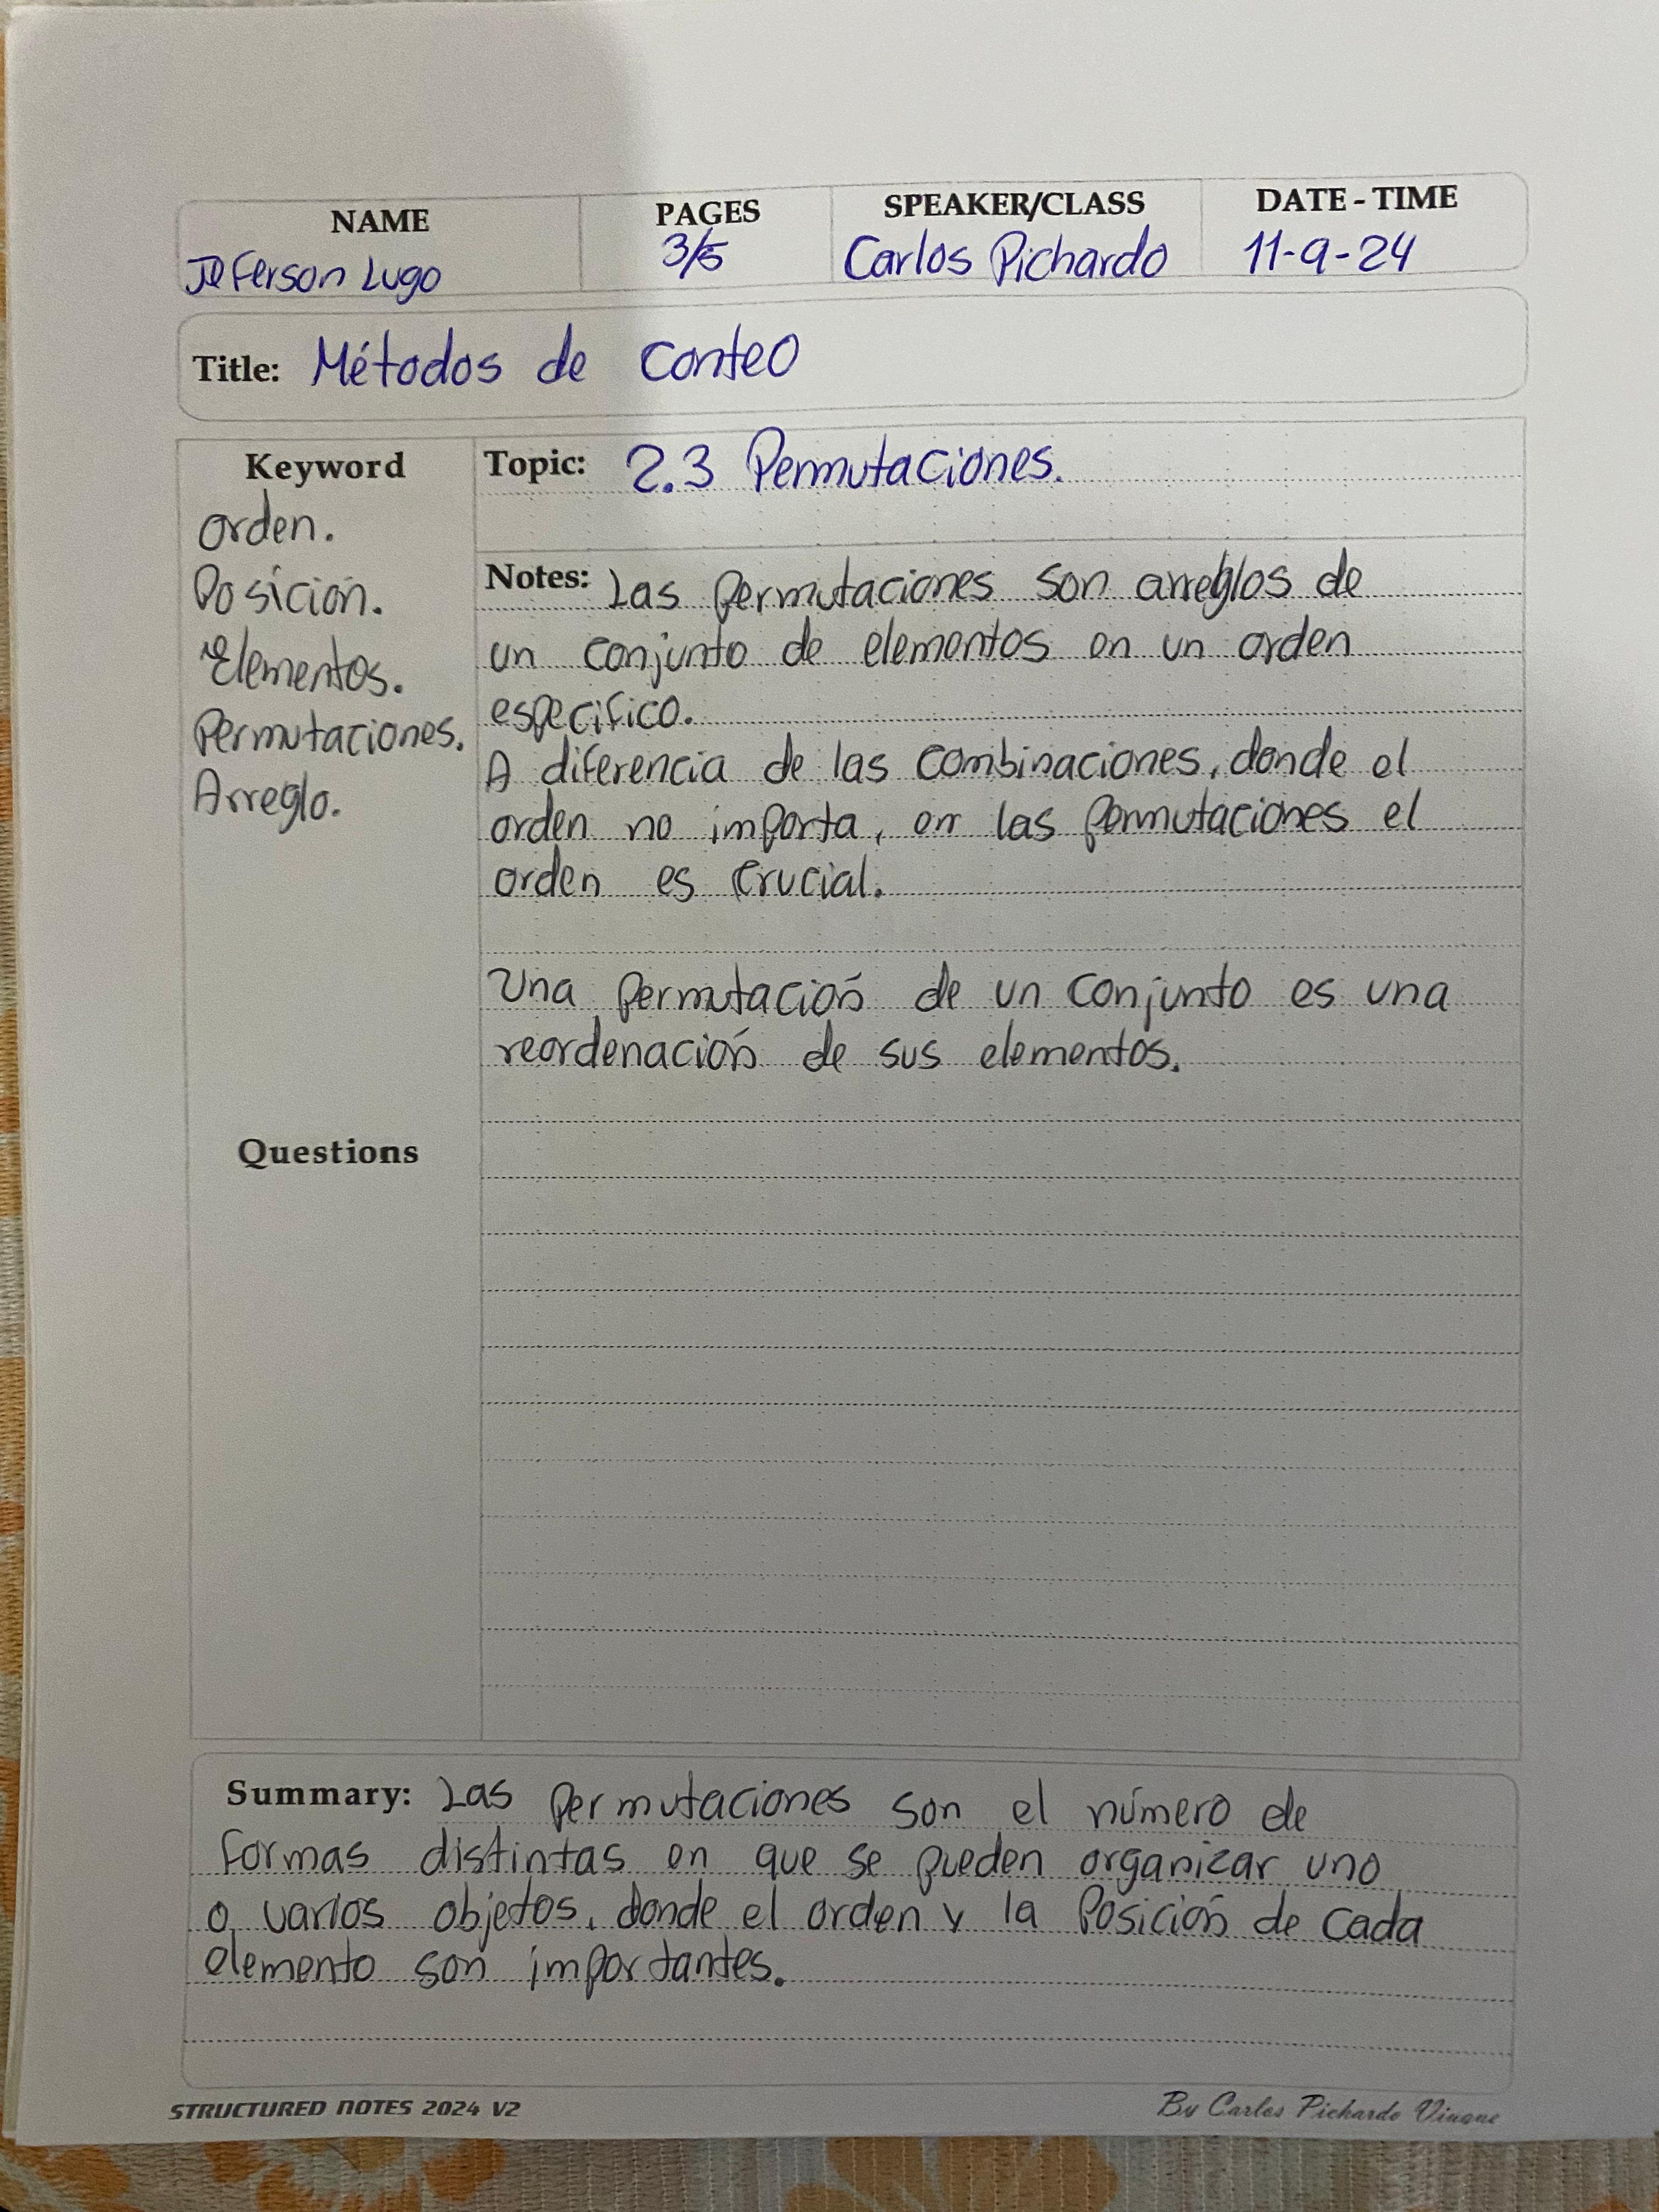 NAME
Jeferson Lugo
PAGES
3/5
SPEAKER/CLASS
Carlos Pichardo
DATE - TIME
11-9-24
Title: Métodos de conteo
Keyword
orden.
Posición.
Elementos.
Permutaciones.
Arreglo.
Questions
Topic: 2.3 Permutaciones.
Notes: Las permutaciones son arreglos de
un conjunto de elementos en un orden
especifico.
A diferencia de las combinaciones, donde el
orden no importa, en las permutaciones el
orden es crucial.
Una permutación de un conjunto es una
reordenación de sus elementos.
Summary: Las permutaciones son el número de
formas distintas en que se pueden organizar uno
o varios objetos, donde el orden y la posición de cada
elemento son importantes.
STRUCTURED NOTES 2024 V2
By Carlos Pichardo Viuque